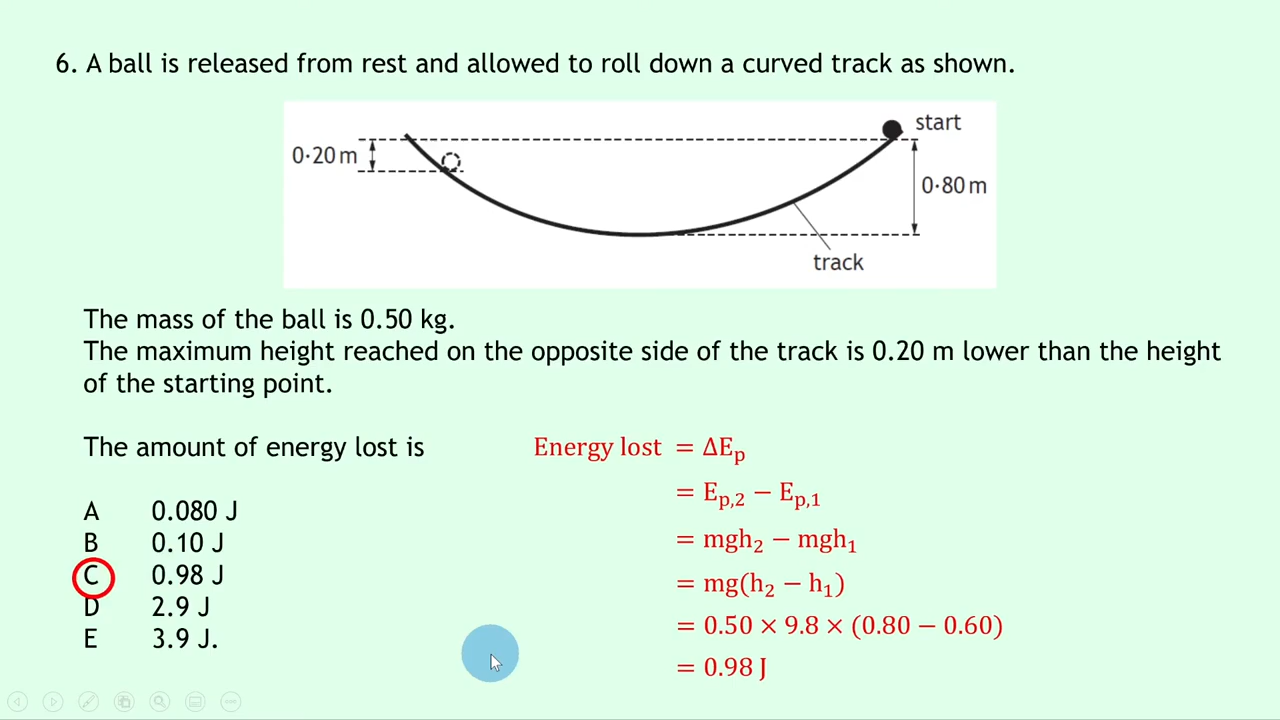 6. A ball is released from rest and allowed to roll down a curved track as shown.
start
0·20 m
0·80 m
track
The mass of the ball is 0.50 kg.
The maximum height reached on the opposite side of the track is 0.20 m lower than the height
of the starting point.
The amount of energy lost is
A 0.080 J
B 0.10 J
C 0.98 J
D 2.9 J
E 3.9 J.
Energy lost = ΔEₚ
= Eₚ,₂ − Eₚ,₁
= mgh₂ − mgh₁
= mg(h₂ − h₁)
= 0.50 × 9.8 × (0.80 − 0.60)
= 0.98 J